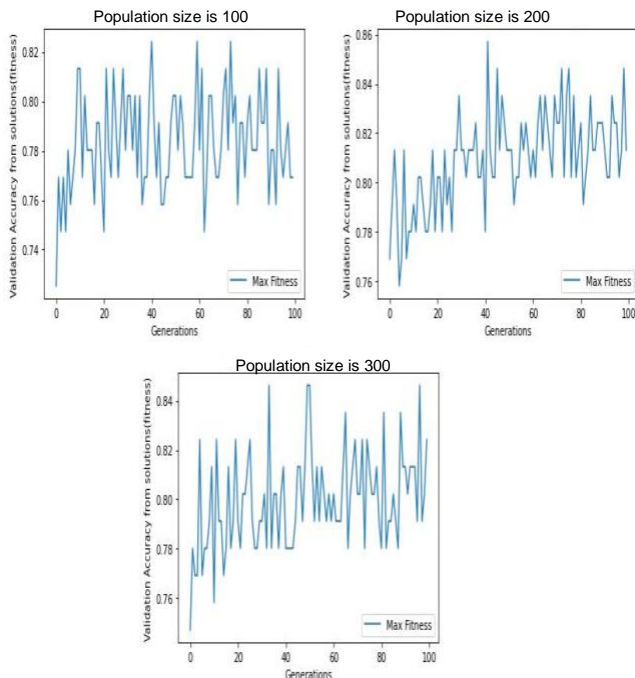 Population size is 100
Validation Accuracy from solutions(fitness)
0.82
0.80
0.78
0.76
0.74
Max Fitness
0 20 40 60 80 100
Generations
Population size is 200
Validation Accuracy from solutions(fitness)
0.86
0.84
0.82
0.80
0.78
0.76
Max Fitness
0 20 40 60 80 100
Generations
Population size is 300
Validation Accuracy from solutions(fitness)
0.84
0.82
0.80
0.78
0.76
Max Fitness
0 20 40 60 80 100
Generations